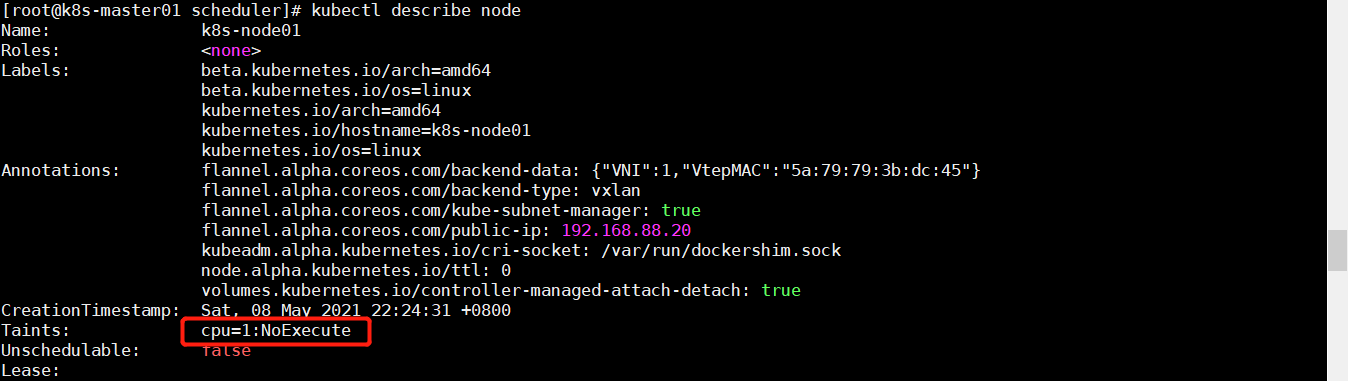 [root@k8s-master01 scheduler]# kubectl describe node
Name:               k8s-node01
Roles:              <none>
Labels:             beta.kubernetes.io/arch=amd64
                    beta.kubernetes.io/os=linux
                    kubernetes.io/arch=amd64
                    kubernetes.io/hostname=k8s-node01
                    kubernetes.io/os=linux
Annotations:        flannel.alpha.coreos.com/backend-data: {"VNI":1,"VtepMAC":"5a:79:79:3b:dc:45"}
                    flannel.alpha.coreos.com/backend-type: vxlan
                    flannel.alpha.coreos.com/kube-subnet-manager: true
                    flannel.alpha.coreos.com/public-ip: 192.168.88.20
                    kubeadm.alpha.kubernetes.io/cri-socket: /var/run/dockershim.sock
                    node.alpha.kubernetes.io/ttl: 0
                    volumes.kubernetes.io/controller-managed-attach-detach: true
CreationTimestamp:  Sat, 08 May 2021 22:24:31 +0800
Taints:             cpu=1:NoExecute
Unschedulable:      false
Lease: